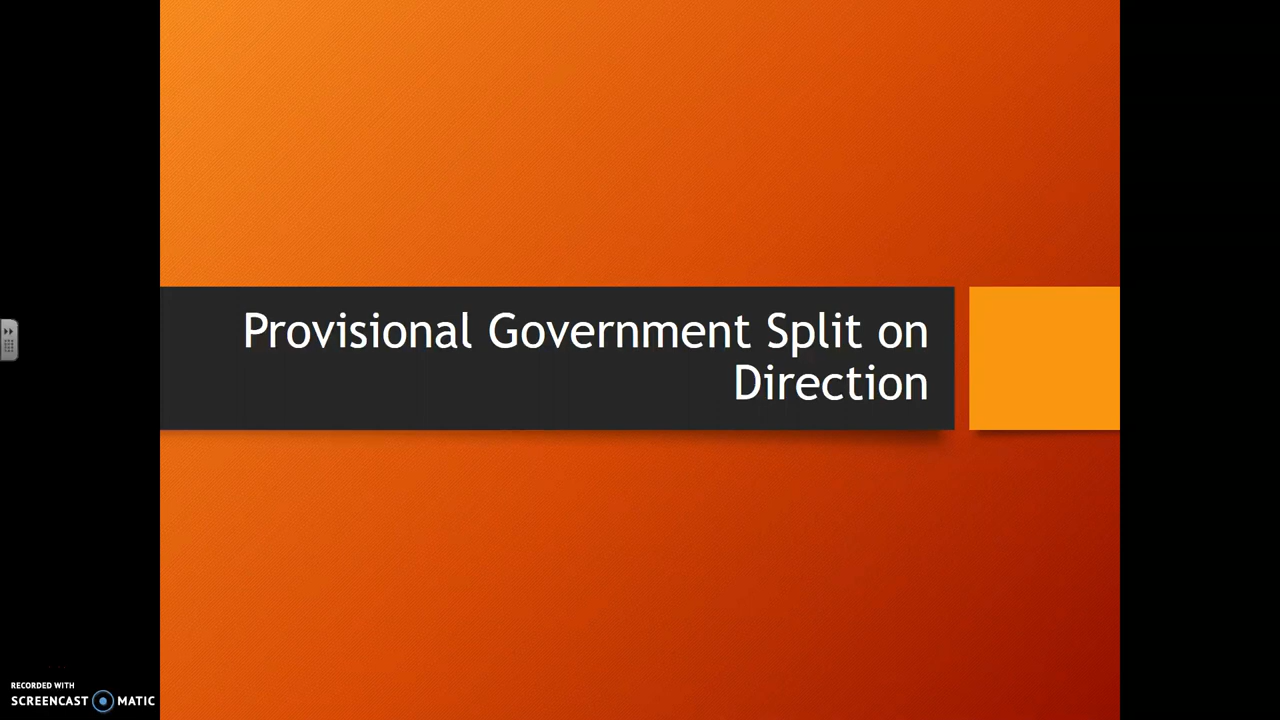 Provisional Government Split on
Direction
RECORDED WITH
SCREENCAST MATIC